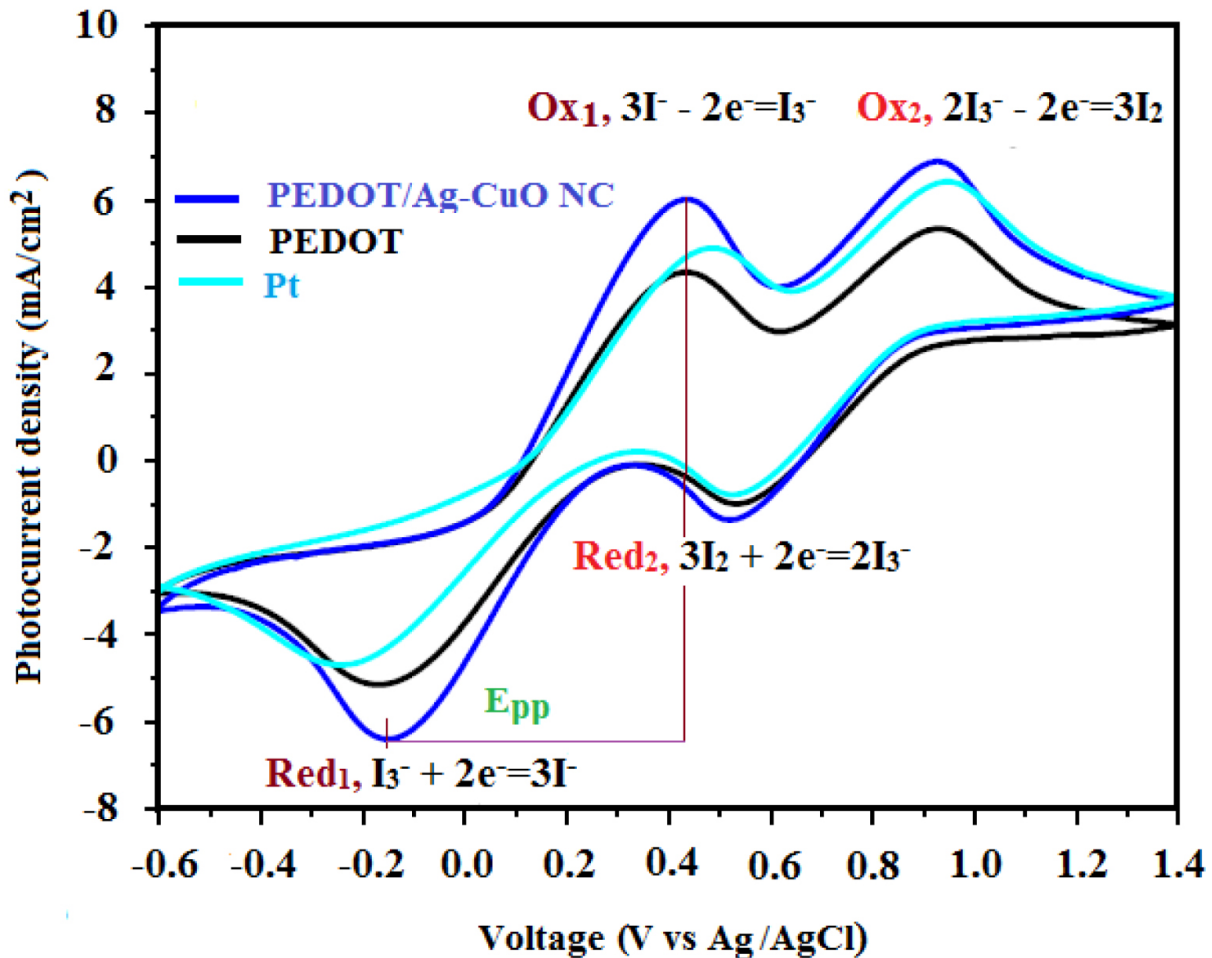 10
8
6
4
2
0
-2
-4
-6
-8
Photocurrent density (mA/cm²)
Ox₁, 3I⁻ - 2e⁻=I₃⁻
Ox₂, 2I₃⁻ - 2e⁻=3I₂
PEDOT/Ag-CuO NC
PEDOT
Pt
Red₂, 3I₂ + 2e⁻=2I₃⁻
Epp
Red₁, I₃⁻ + 2e⁻=3I⁻
-0.6 -0.4 -0.2 0.0 0.2 0.4 0.6 0.8 1.0 1.2 1.4
Voltage (V vs Ag/AgCl)